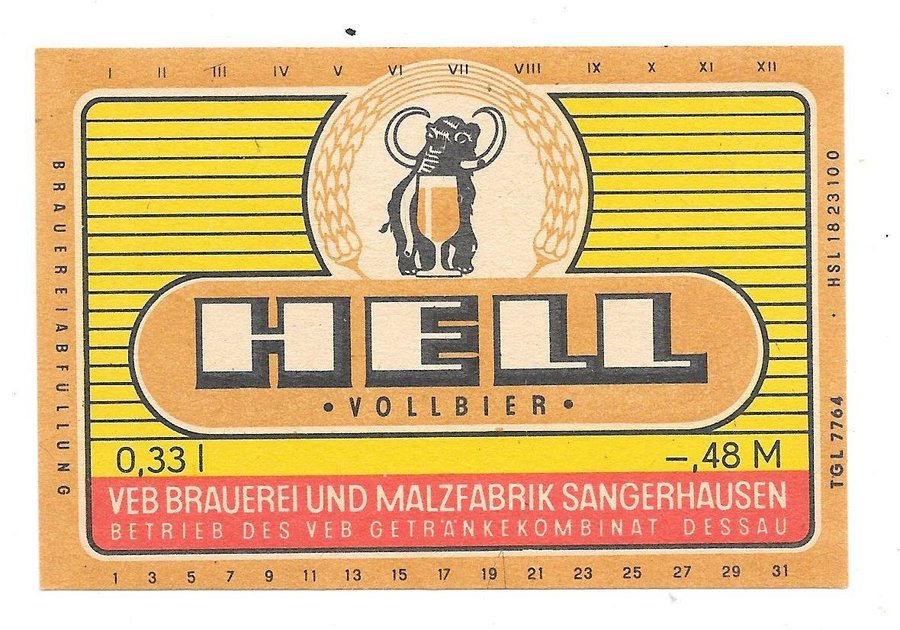 I II III IV V VI VII VIII IX X XI XII
BRAUEREIABFÜLLUNG
HELL
• VOLLBIER •
0,33 l
–,48 M
VEB BRAUEREI UND MALZFABRIK SANGERHAUSEN
BETRIEB DES VEB GETRÄNKEKOMBINAT DESSAU
TGL 7764 · HSL 1823100
1 3 5 7 9 11 13 15 17 19 21 23 25 27 29 31